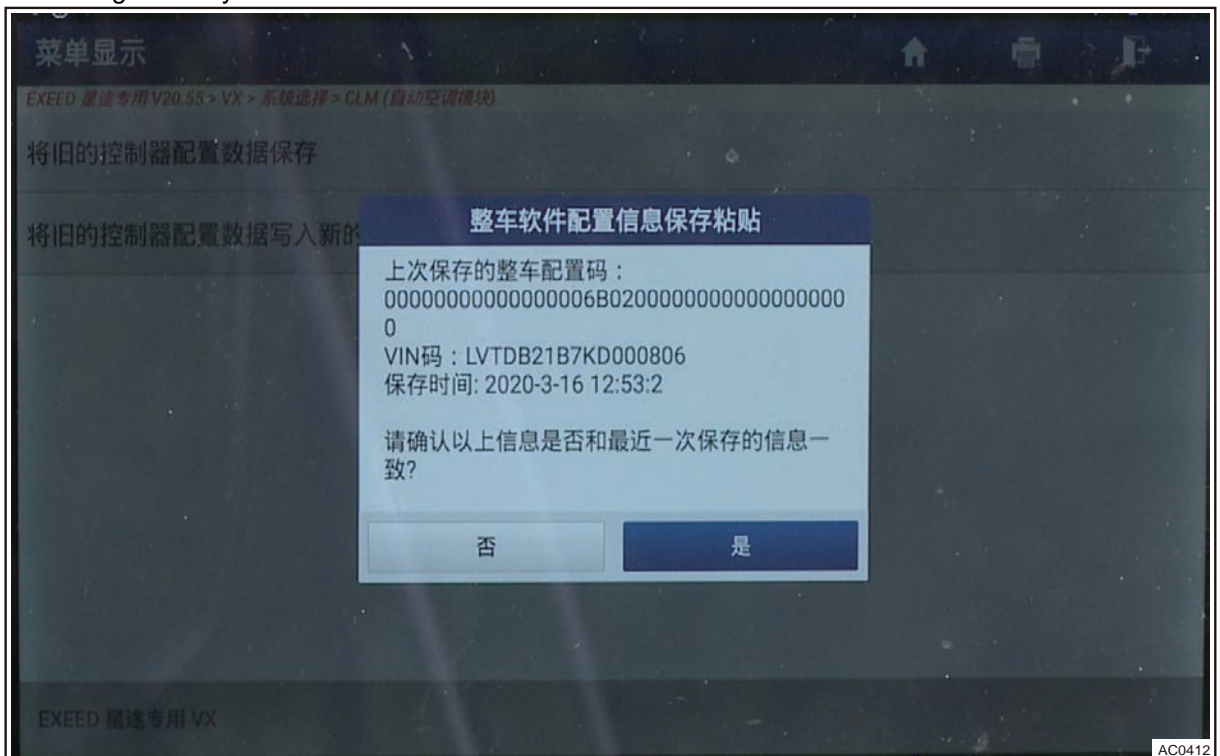 菜单显示
EXEED 星途专用 V20.55 > VX > 系统选择 > CLM (自动空调模块)
将旧的控制器配置数据保存
将旧的控制器配置数据写入新的
整车软件配置信息保存粘贴
上次保存的整车配置码：
00000000000000006B0200000000000000000
0
VIN码：LVTDB21B7KD000806
保存时间: 2020-3-16 12:53:2
请确认以上信息是否和最近一次保存的信息一
致?
否 是
EXEED 星途专用 VX
AC0412